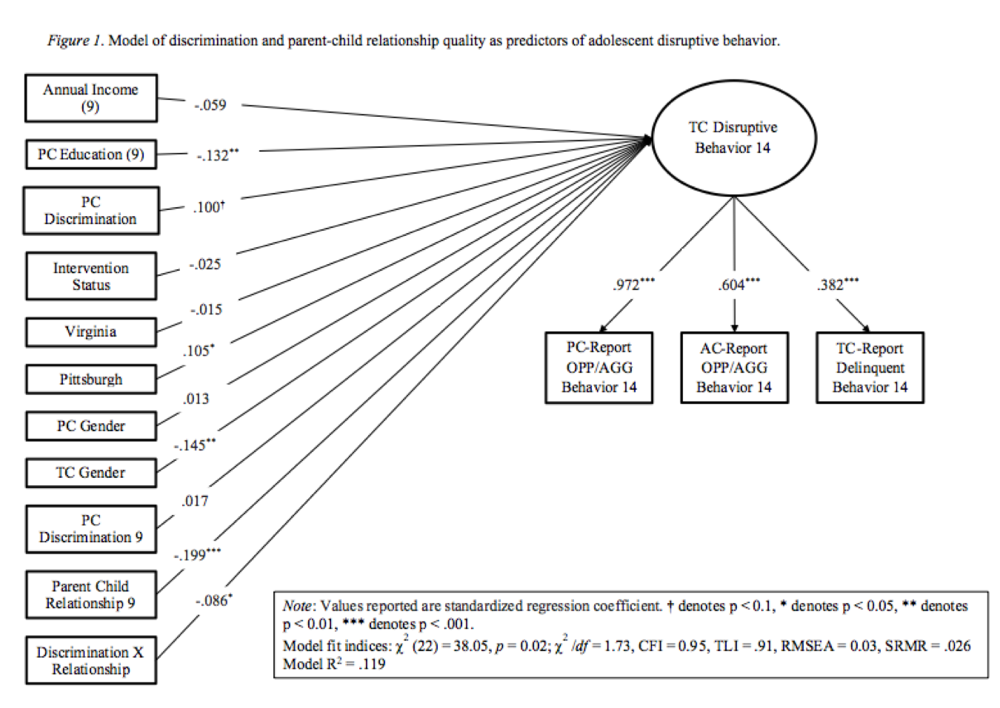 Figure 1. Model of discrimination and parent-child relationship quality as predictors of adolescent disruptive behavior.
Annual Income
(9)
-.059
PC Education (9)
-.132**
PC
Discrimination
.100†
Intervention
Status
-.025
Virginia
-.015
Pittsburgh
.105*
PC Gender
.013
TC Gender
-.145**
PC
Discrimination 9
.017
Parent Child
Relationship 9
-.199***
Discrimination X
Relationship
-.086*
TC Disruptive
Behavior 14
.972***
.604***
.382***
PC-Report
OPP/AGG
Behavior 14
AC-Report
OPP/AGG
Behavior 14
TC-Report
Delinquent
Behavior 14
Note: Values reported are standardized regression coefficient. † denotes p < 0.1, * denotes p < 0.05, ** denotes
p < 0.01, *** denotes p < .001.
Model fit indices: χ² (22) = 38.05, p = 0.02; χ² /df = 1.73, CFI = 0.95, TLI = .91, RMSEA = 0.03, SRMR = .026
Model R² = .119